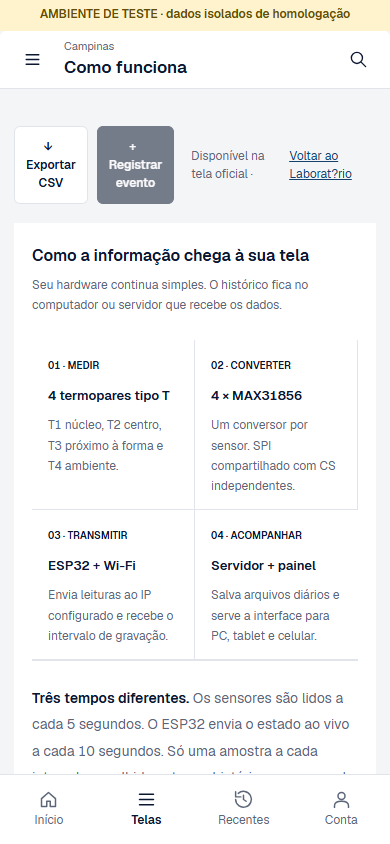 AMBIENTE DE TESTE · dados isolados de homologação
Campinas
Como funciona
↓
Exportar
CSV
+
Registrar
evento
Disponível na
tela oficial ·
Voltar ao
Laborat?rio
Como a informação chega à sua tela
Seu hardware continua simples. O histórico fica no
computador ou servidor que recebe os dados.
01 · MEDIR
4 termopares tipo T
T1 núcleo, T2 centro,
T3 próximo à forma e
T4 ambiente.
02 · CONVERTER
4 × MAX31856
Um conversor por
sensor. SPI
compartilhado com CS
independentes.
03 · TRANSMITIR
ESP32 + Wi-Fi
Envia leituras ao IP
configurado e recebe o
intervalo de gravação.
04 · ACOMPANHAR
Servidor + painel
Salva arquivos diários e
serve a interface para
PC, tablet e celular.
Três tempos diferentes. Os sensores são lidos a
cada 5 segundos. O ESP32 envia o estado ao vivo
a cada 10 segundos. Só uma amostra a cada
Início
Telas
Recentes
Conta